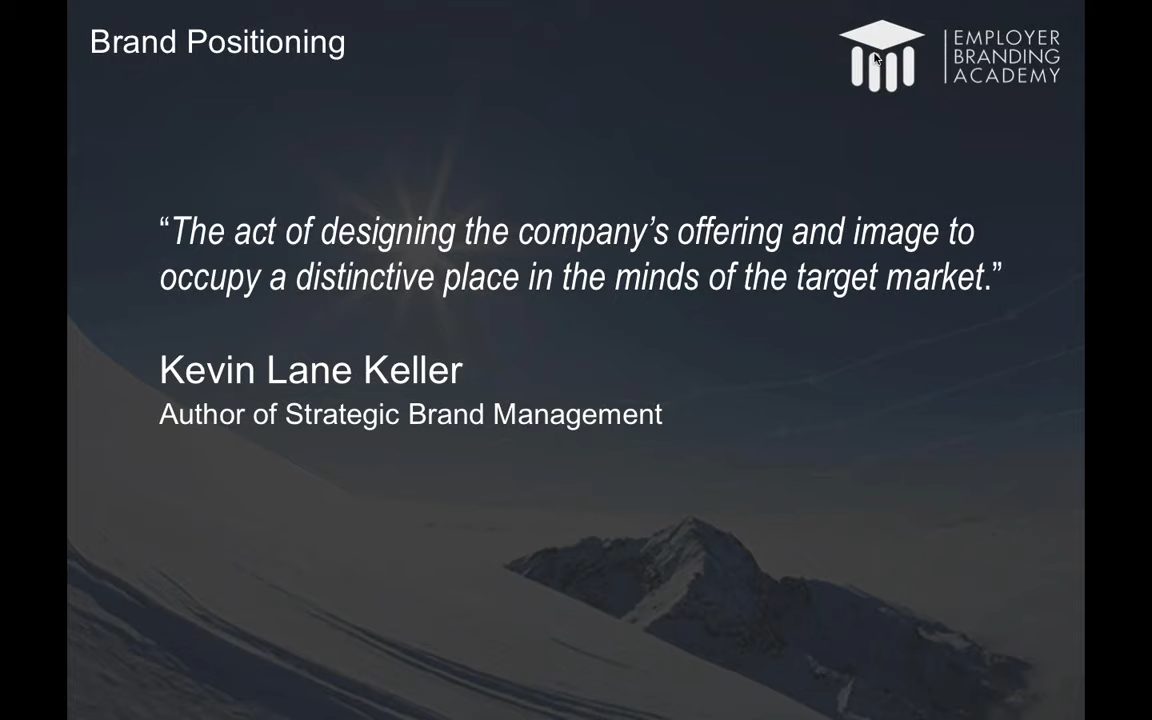 Brand Positioning
EMPLOYER
BRANDING
ACADEMY
“The act of designing the company’s offering and image to
occupy a distinctive place in the minds of the target market.”
Kevin Lane Keller
Author of Strategic Brand Management